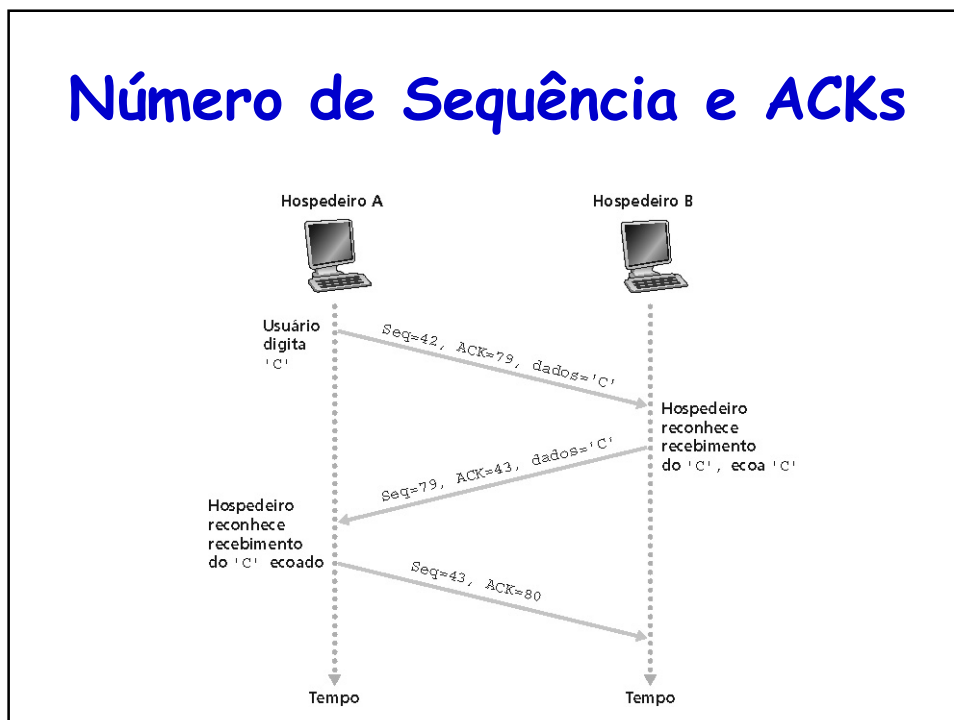 Número de Sequência e ACKs
Hospedeiro A
Hospedeiro B
Usuário
digita
'C'
Seq=42, ACK=79, dados='C'
Hospedeiro
reconhece
recebimento
do 'C', ecoa 'C'
Seq=79, ACK=43, dados='C'
Hospedeiro
reconhece
recebimento
do 'C' ecoado
Seq=43, ACK=80
Tempo
Tempo